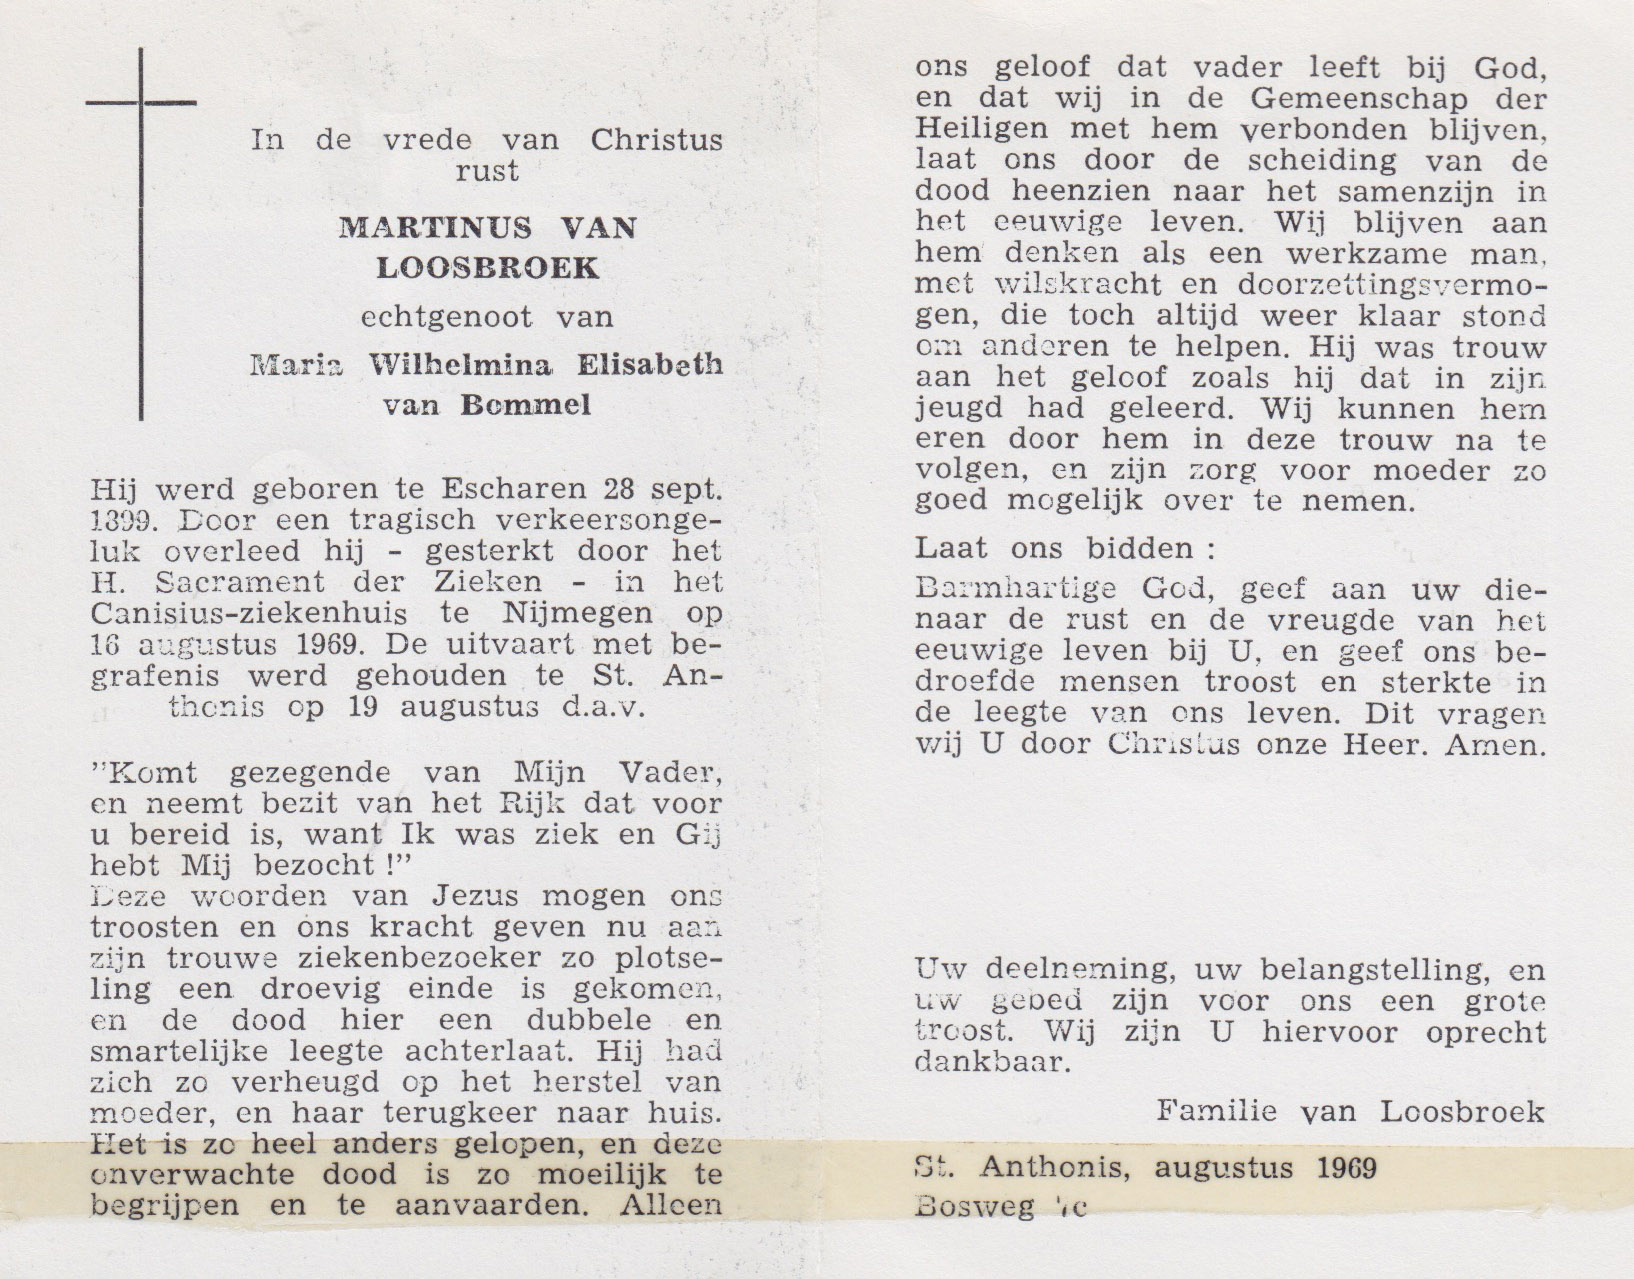 In de vrede van Christus
rust
MARTINUS VAN
LOOSBROEK
echtgenoot van
Maria Wilhelmina Elisabeth
van Bommel
Hij werd geboren te Escharen 28 sept.
1899. Door een tragisch verkeersonge-
luk overleed hij - gesterkt door het
H. Sacrament der Zieken - in het
Canisius-ziekenhuis te Nijmegen op
16 augustus 1969. De uitvaart met be-
grafenis werd gehouden te St. An-
thonis op 19 augustus d.a.v.
"Komt gezegende van Mijn Vader,
en neemt bezit van het Rijk dat voor
u bereid is, want Ik was ziek en Gij
hebt Mij bezocht !"
Deze woorden van Jezus mogen ons
troosten en ons kracht geven nu aan
zijn trouwe ziekenbezoeker zo plotse-
ling een droevig einde is gekomen,
en de dood hier een dubbele en
smartelijke leegte achterlaat. Hij had
zich zo verheugd op het herstel van
moeder, en haar terugkeer naar huis.
Het is zo heel anders gelopen, en deze
onverwachte dood is zo moeilijk te
begrijpen en te aanvaarden. Alleen
ons geloof dat vader leeft bij God,
en dat wij in de Gemeenschap der
Heiligen met hem verbonden blijven,
laat ons door de scheiding van de
dood heenzien naar het samenzijn in
het eeuwige leven. Wij blijven aan
hem denken als een werkzame man,
met wilskracht en doorzettingsvermo-
gen, die toch altijd weer klaar stond
om anderen te helpen. Hij was trouw
aan het geloof zoals hij dat in zijn
jeugd had geleerd. Wij kunnen hem
eren door hem in deze trouw na te
volgen, en zijn zorg voor moeder zo
goed mogelijk over te nemen.
Laat ons bidden :
Barmhartige God, geef aan uw die-
naar de rust en de vreugde van het
eeuwige leven bij U, en geef ons be-
droefde mensen troost en sterkte in
de leegte van ons leven. Dit vragen
wij U door Christus onze Heer. Amen.
Uw deelneming, uw belangstelling, en
uw gebed zijn voor ons een grote
troost. Wij zijn U hiervoor oprecht
dankbaar.
Familie van Loosbroek
St. Anthonis, augustus 1969
Bosweg